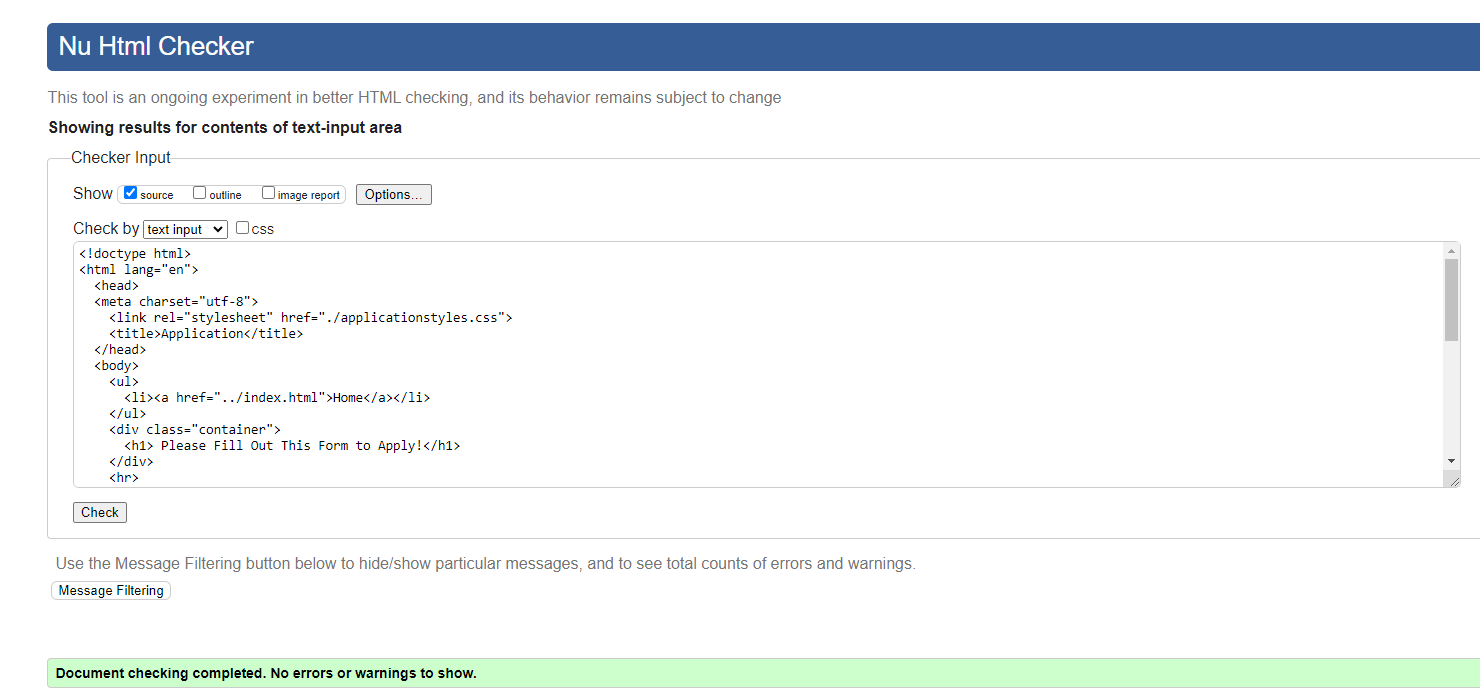 Nu Html Checker
This tool is an ongoing experiment in better HTML checking, and its behavior remains subject to change
Showing results for contents of text-input area
Checker Input
Show source outline image report Options...
Check by text input css
<!doctype html>
<html lang="en">
  <head>
  <meta charset="utf-8">
    <link rel="stylesheet" href="./applicationstyles.css">
    <title>Application</title>
  </head>
  <body>
    <ul>
      <li><a href="../index.html">Home</a></li>
    </ul>
    <div class="container">
      <h1> Please Fill Out This Form to Apply!</h1>
    </div>
    <hr>
Check
Use the Message Filtering button below to hide/show particular messages, and to see total counts of errors and warnings.
Message Filtering
Document checking completed. No errors or warnings to show.